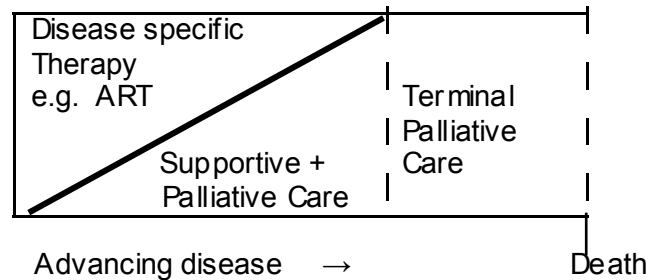 Disease specific
Therapy
e.g. ART
Supportive +
Palliative Care
Terminal
Palliative
Care
Advancing disease → Death